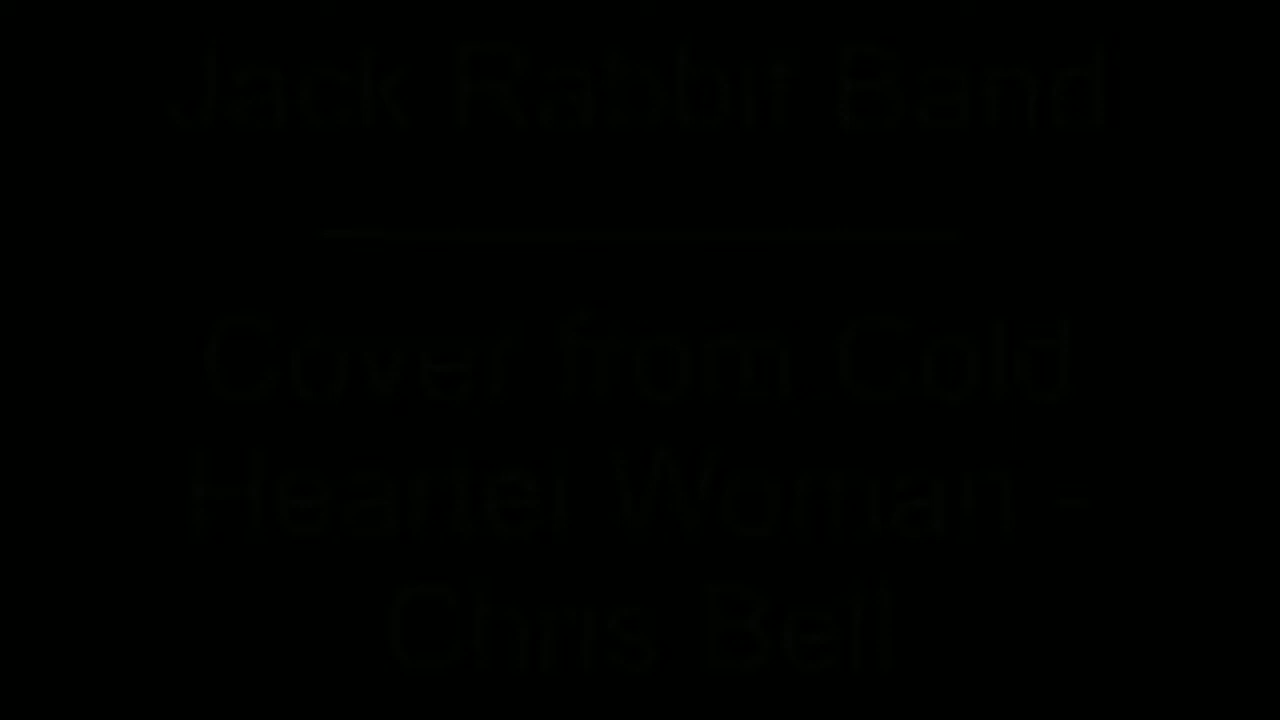 Jack Rabbit Band
Cover from Cold
Hearted Woman -
Chris Bell